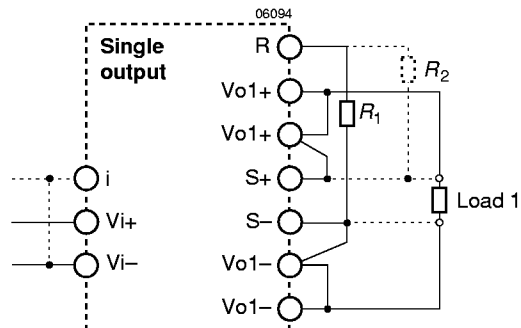 06094
Single
output
R
Vo1+
Vo1+
S+
S−
Vo1−
Vo1−
i
Vi+
Vi−
R1
R2
Load 1